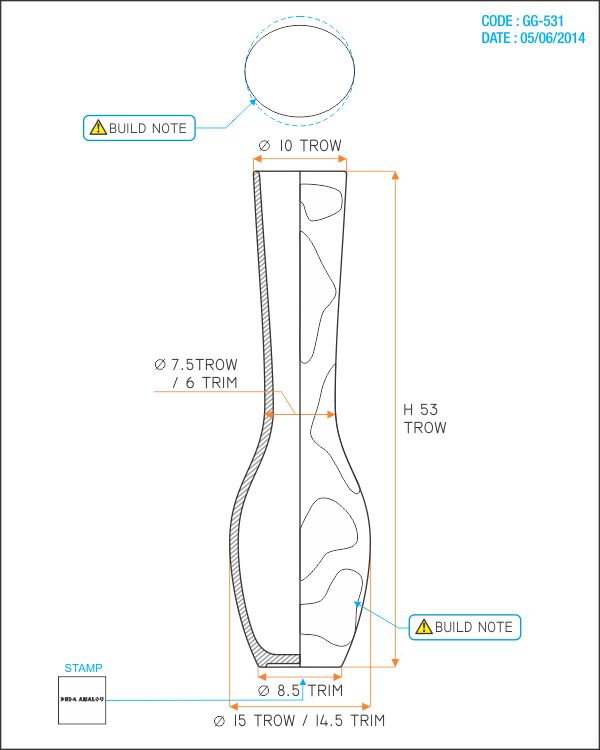 CODE : GG-531
DATE : 05/06/2014
BUILD NOTE
Ø 10 TROW
Ø 7.5TROW
/ 6 TRIM
H 53
TROW
BUILD NOTE
STAMP
Ø 8.5 TRIM
Ø 15 TROW / 14.5 TRIM